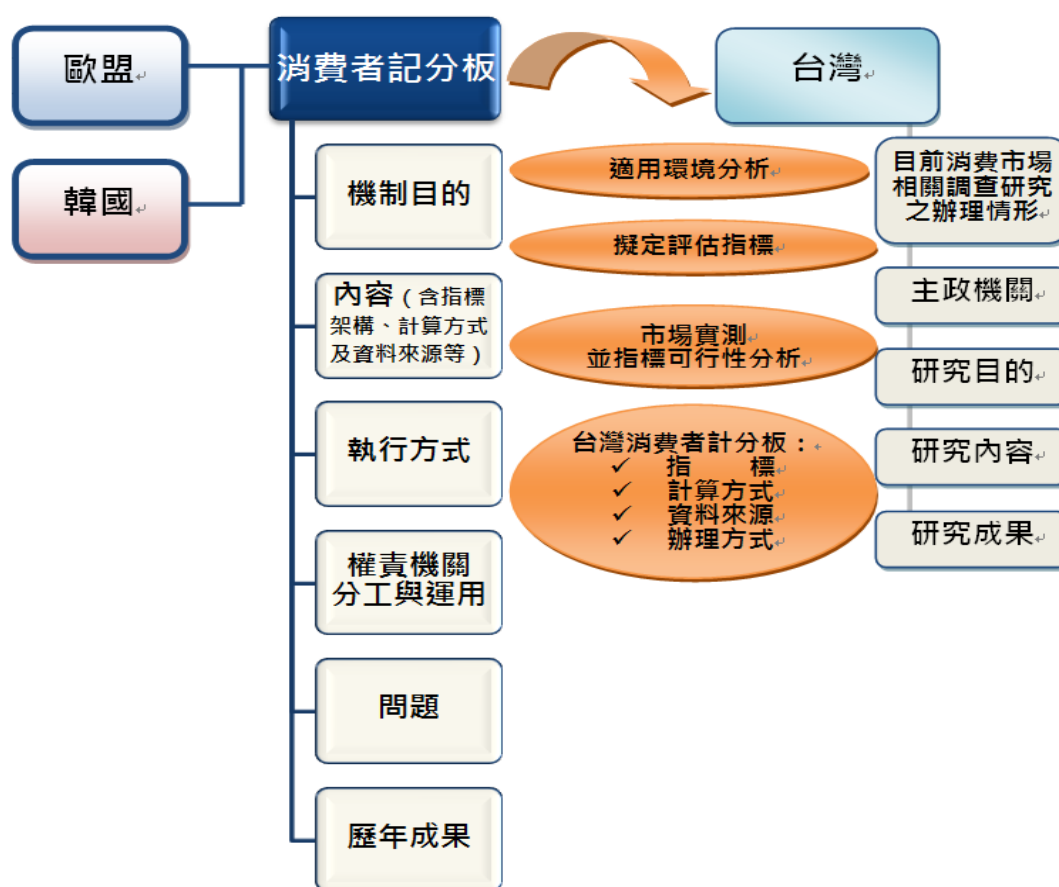 歐盟
韓國
消費者記分板
機制目的
內容（含指標
架構、計算方式
及資料來源等）
執行方式
權責機關
分工與運用
問題
歷年成果
適用環境分析
擬定評估指標
市場實測
並指標可行性分析
台灣消費者計分板：
✓ 指　　標
✓ 計算方式
✓ 資料來源
✓ 辦理方式
台灣
目前消費市場
相關調查研究
之辦理情形
主政機關
研究目的
研究內容
研究成果